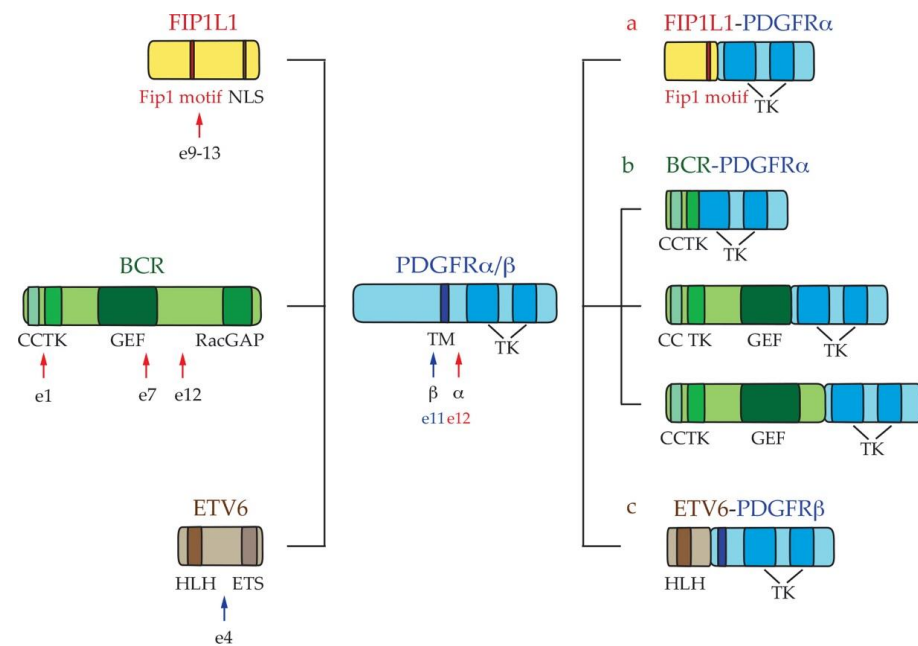 FIP1L1
Fip1 motif NLS
e9-13
BCR
CCTK GEF RacGAP
e1 e7 e12
ETV6
HLH ETS
e4
PDGFRα/β
TM TK
β α
e11 e12
a FIP1L1-PDGFRα
Fip1 motif TK
b BCR-PDGFRα
CCTK TK
CC TK GEF TK
CCTK GEF TK
c ETV6-PDGFRβ
HLH TK